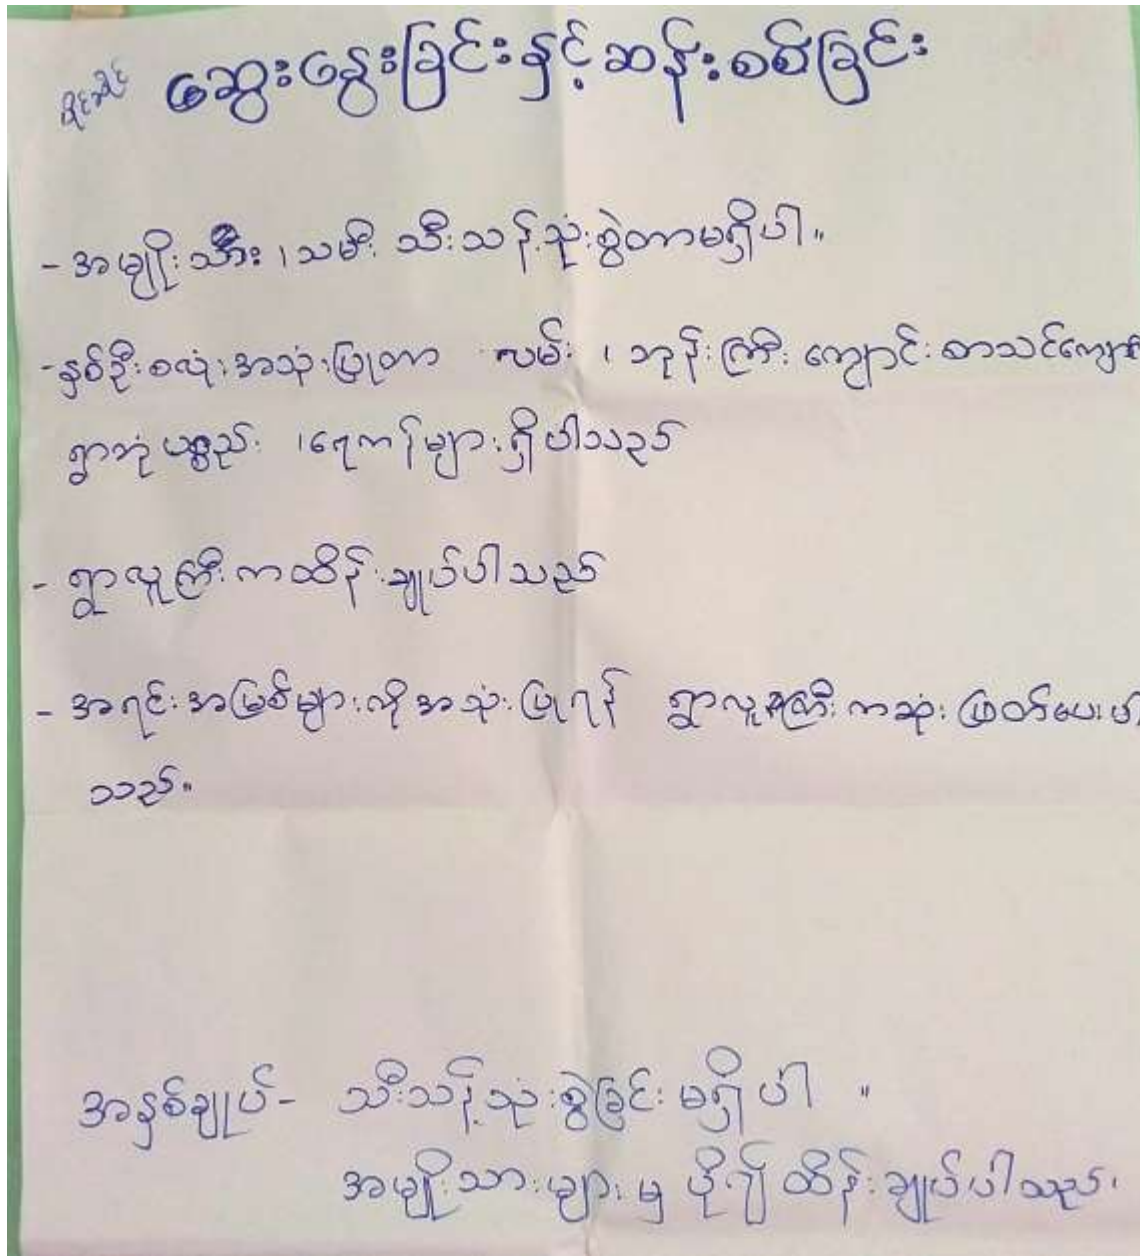 ပိုင်ဆိုင် ဆွေးနွေးခြင်းနှင့်ဆန်းစစ်ခြင်း
- အမျိုးသား ၊သမီး သီးသန့်သုံးစွဲတာမရှိပါ။
- နှစ်ဦးစလုံးအသုံးပြုတာ လမ်း ၊ ဘုန်းကြီးကျောင်း စာသင်ကျောင်း
ရွာဘုံပစ္စည်း ၊ရေကန်များရှိပါသည်
- ရွာလူကြီးကထိန်းချုပ်ပါသည်
- အရင်းအမြစ်များကိုအသုံးပြုရန် ရွာလူကြီးကဆုံးဖြတ်ပေးပါ
သည်။
အနှစ်ချုပ်- သီးသန့်သုံးစွဲခြင်းမရှိပါ ။
အမျိုးသားများမှ ပို၍ထိန်းချုပ်ပါသည်၊